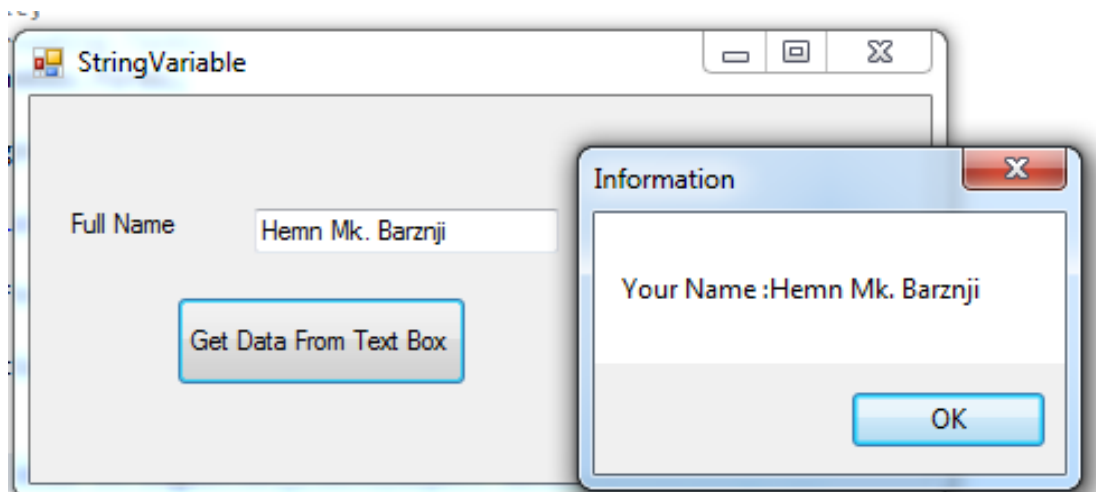 StringVariable
Information
Full Name
Hemn Mk. Barznji
Your Name :Hemn Mk. Barznji
Get Data From Text Box
OK